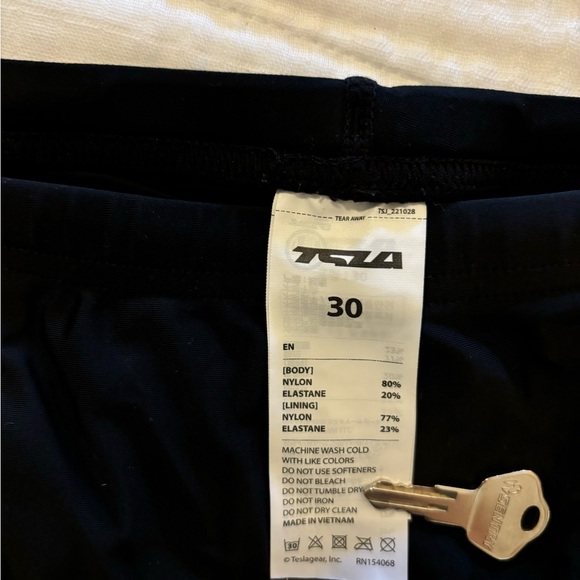 TSJ_221028
TEAR AWAY
TSLA
30
EN
[BODY]
NYLON 80%
ELASTANE 20%
[LINING]
NYLON 77%
ELASTANE 23%
MACHINE WASH COLD
WITH LIKE COLORS
DO NOT USE SOFTENERS
DO NOT BLEACH
DO NOT TUMBLE DRY
DO NOT IRON
DO NOT DRY CLEAN
MADE IN VIETNAM
30
© Teslagear, Inc. RN154068